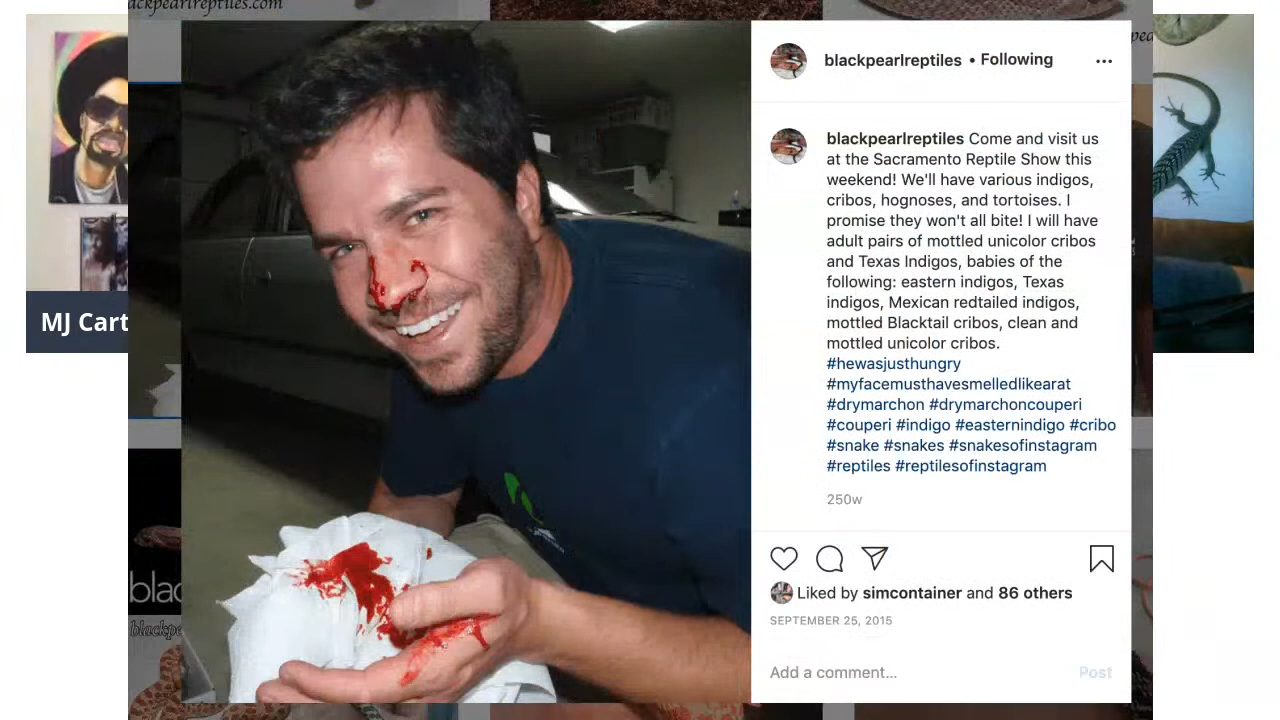 ackpearlreptiles.com
MJ Cart
blackpearlreptiles • Following
blackpearlreptiles Come and visit us
at the Sacramento Reptile Show this
weekend! We'll have various indigos,
cribos, hognoses, and tortoises. I
promise they won't all bite! I will have
adult pairs of mottled unicolor cribos
and Texas Indigos, babies of the
following: eastern indigos, Texas
indigos, Mexican redtailed indigos,
mottled Blacktail cribos, clean and
mottled unicolor cribos.
#hewasjusthungry
#myfacemusthavesmelledlikearat
#drymarchon #drymarchoncouperi
#couperi #indigo #easternindigo #cribo
#snake #snakes #snakesofinstagram
#reptiles #reptilesofinstagram
250w
Liked by simcontainer and 86 others
SEPTEMBER 25, 2015
Add a comment...
Post
blac
blackpe
pea